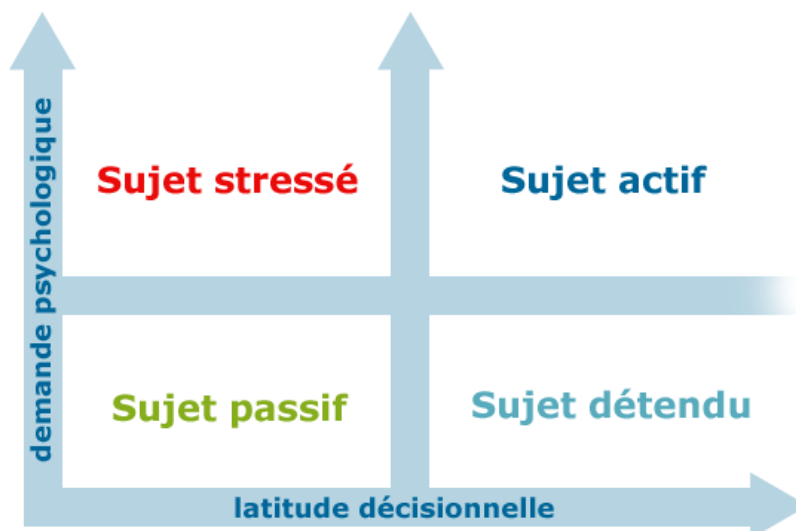 demande psychologique
Sujet stressé
Sujet actif
Sujet passif
Sujet détendu
latitude décisionnelle